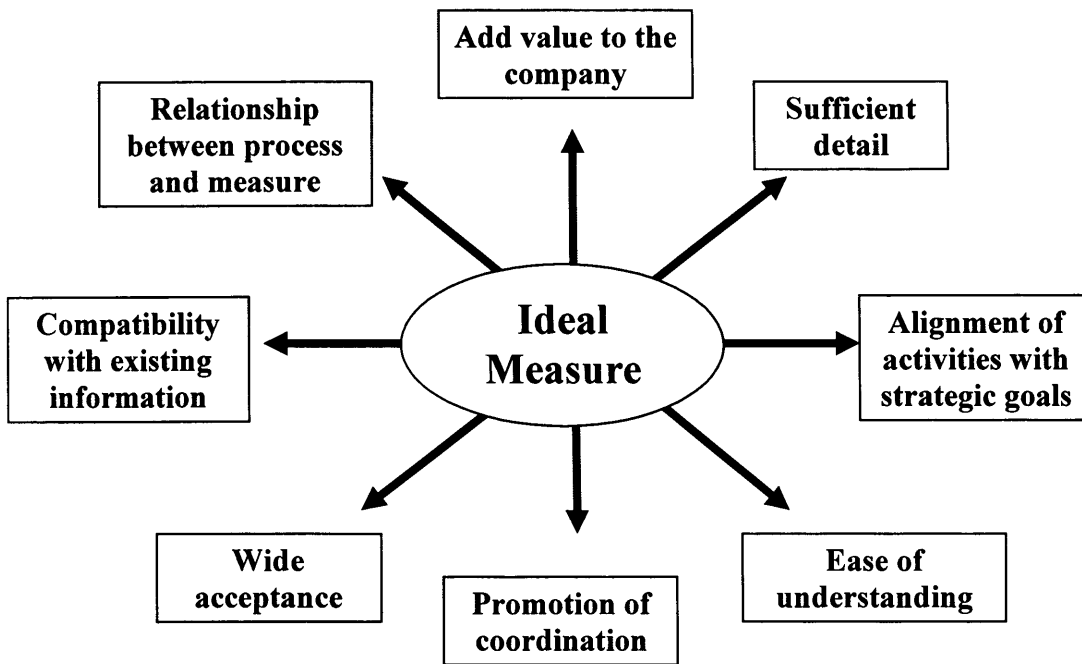 Add value to the
company
Relationship
between process
and measure
Sufficient
detail
Compatibility
with existing
information
Ideal
Measure
Alignment of
activities with
strategic goals
Wide
acceptance
Promotion of
coordination
Ease of
understanding